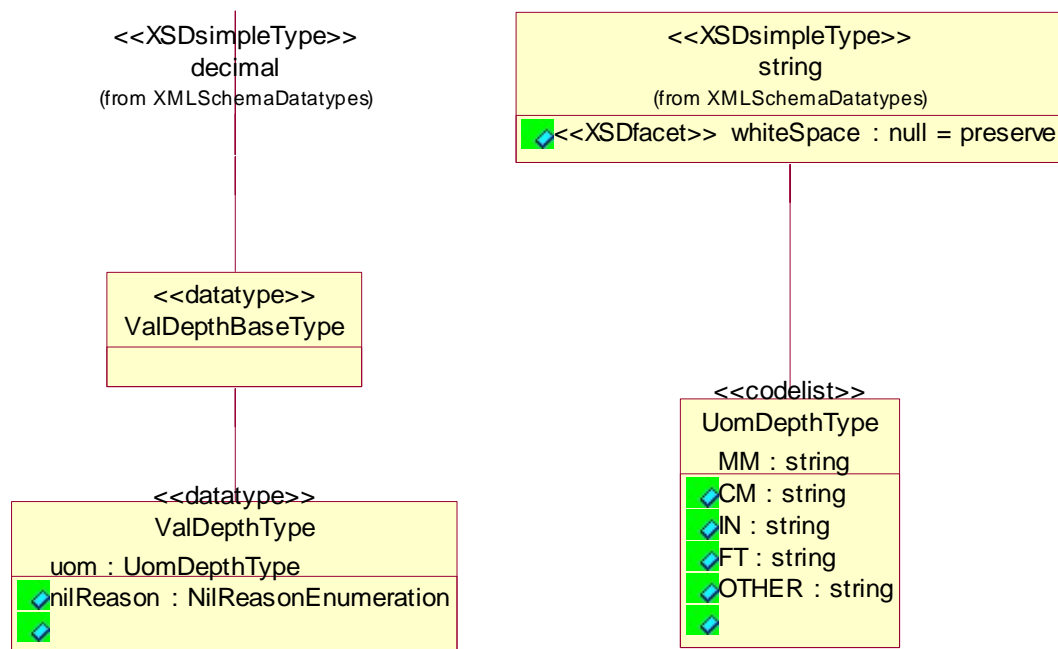 <<XSDsimpleType>>
decimal
(from XMLSchemaDatatypes)
<<XSDsimpleType>>
string
(from XMLSchemaDatatypes)
<<XSDfacet>> whiteSpace : null = preserve
<<datatype>>
ValDepthBaseType
<<datatype>>
ValDepthType
uom : UomDepthType
nilReason : NilReasonEnumeration
<<codelist>>
UomDepthType
MM : string
CM : string
IN : string
FT : string
OTHER : string